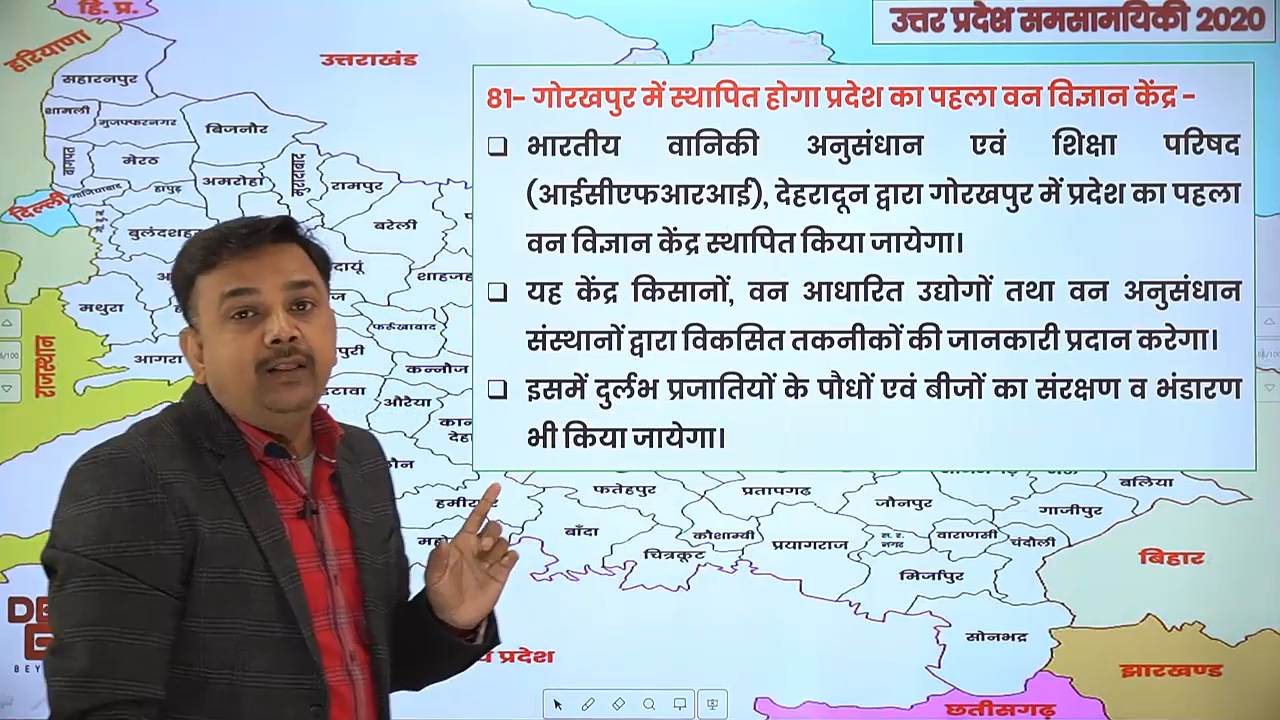 हि. प्र.
उत्तर प्रदेश समसामयिकी 2020
हरियाणा
उत्तराखंड
सहारनपुर
शामली
मुजफ्फरनगर
बिजनौर
बागपत
मेरठ
मुरादाबाद
गाजियाबाद
हापुड़
अमरोहा
रामपुर
दिल्ली
बरेली
81- गोरखपुर में स्थापित होगा प्रदेश का पहला वन विज्ञान केंद्र -
❑ भारतीय वानिकी अनुसंधान एवं शिक्षा परिषद
(आईसीएफआरआई), देहरादून द्वारा गोरखपुर में प्रदेश का पहला
वन विज्ञान केंद्र स्थापित किया जायेगा।
❑ यह केंद्र किसानों, वन आधारित उद्योगों तथा वन अनुसंधान
संस्थानों द्वारा विकसित तकनीकों की जानकारी प्रदान करेगा।
❑ इसमें दुर्लभ प्रजातियों के पौधों एवं बीजों का संरक्षण व भंडारण
भी किया जायेगा।
बुलंदशह
दायूं
शाहजह
मथुरा
फर्रुखाबाद
राजस्थान
आगरा
पुरी
कन्नौज
टावा
औरैया
कान
देह
लौन
हमीरपुर
फतेहपुर
प्रतापगढ़
जौनपुर
बलिया
गाजीपुर
महो
बाँदा
चित्रकूट
कौशाम्बी
प्रयागराज
वाराणसी
चंदौली
बिहार
मिर्जापुर
सोनभद्र
प्रदेश
झारखण्ड
छत्तीसगढ़